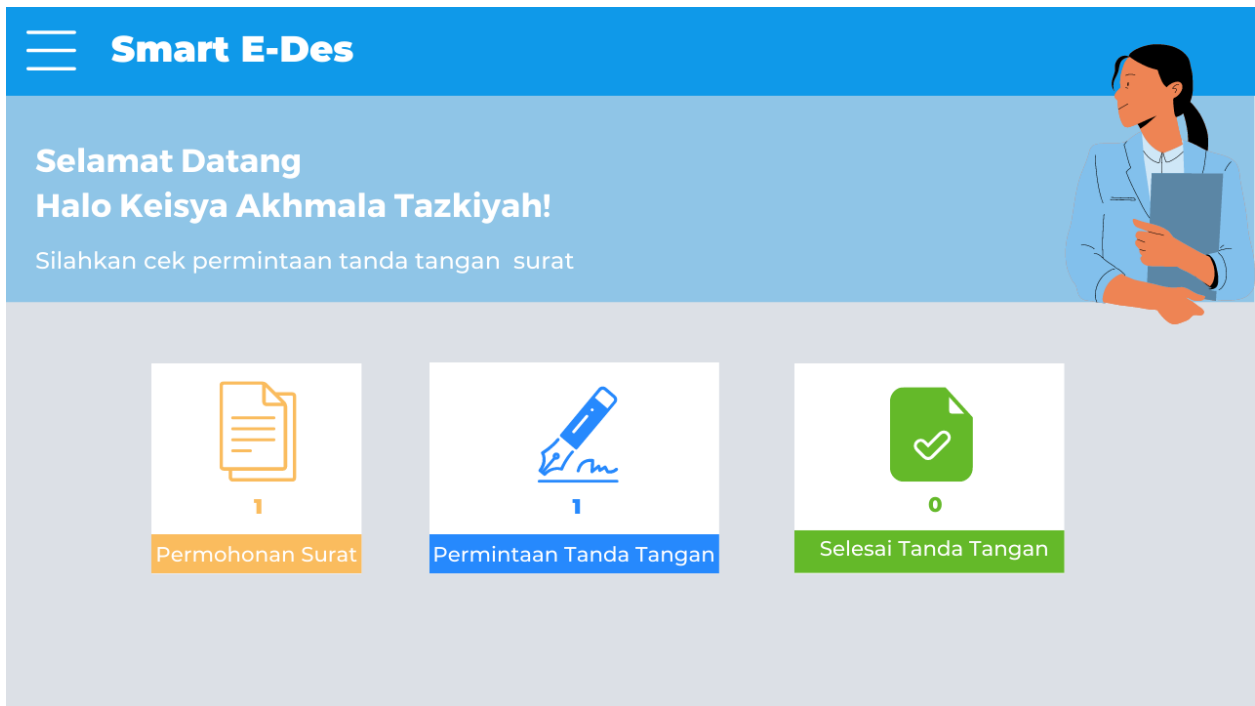 Smart E-Des
Selamat Datang
Halo Keisya Akhmala Tazkiyah!
Silahkan cek permintaan tanda tangan  surat
1
Permohonan Surat
1
Permintaan Tanda Tangan
0
Selesai Tanda Tangan